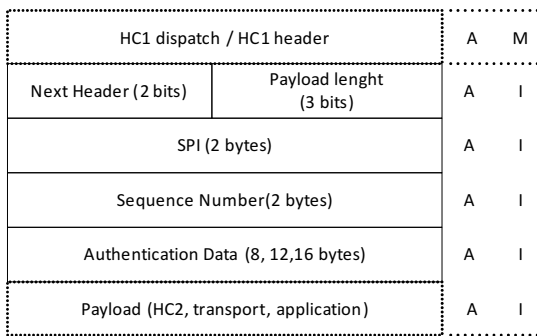 HC1 dispatch / HC1 header A M
Next Header (2 bits) Payload lenght A I
(3 bits)
SPI (2 bytes) A I
Sequence Number(2 bytes) A I
Authentication Data (8, 12,16 bytes) A I
Payload (HC2, transport, application) A I